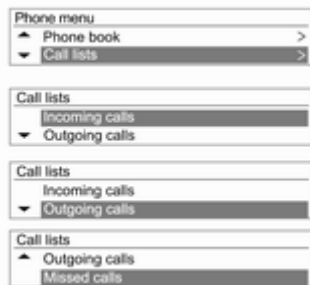 Phone menu
Phone book >
Call lists >
Call lists
Incoming calls
Outgoing calls
Call lists
Incoming calls
Outgoing calls
Call lists
Outgoing calls
Missed calls